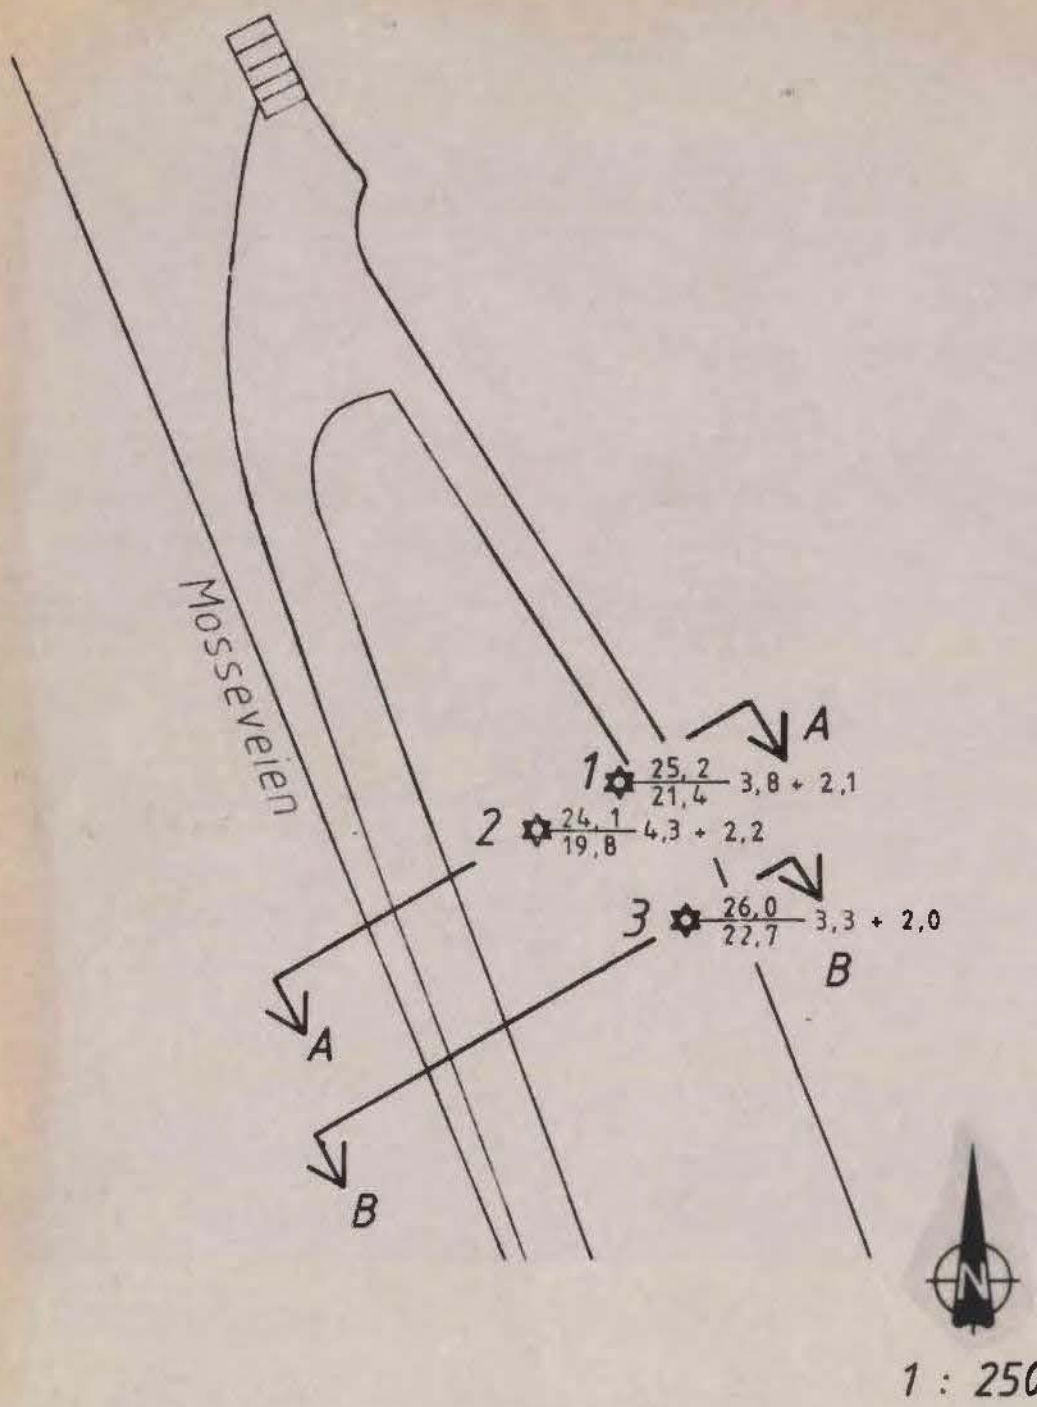 Mosseveien
A
1 25,2 3,8 + 2,1
21,4
2 24,1 4,3 + 2,2
19,8
3 26,0 3,3 + 2,0
22,7
B
A
B
N
1 : 250